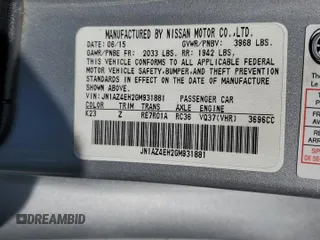 MANUFACTURED BY NISSAN MOTOR CO.,LTD.
DATE: 06/15 GVWR/PNBV: 3968 LBS.
GAWR/PNBE FR: 2033 LBS. RR: 1942 LBS.
THIS VEHICLE CONFORMS TO ALL APPLICABLE FEDERAL
MOTOR VEHICLE SAFETY, BUMPER, AND THEFT PREVENTION
STANDARDS IN EFFECT ON THE DATE OF MANUFACTURE
SHOWN ABOVE.
VIN:JN1AZ4EH2GM931881 PASSENGER CAR
COLOR TRIM TRANS AXLE ENGINE
K23 Z RE7R01A RC36 VQ37(VHR) 3696CC
JN1AZ4EH2GM931881
© DREAMBID